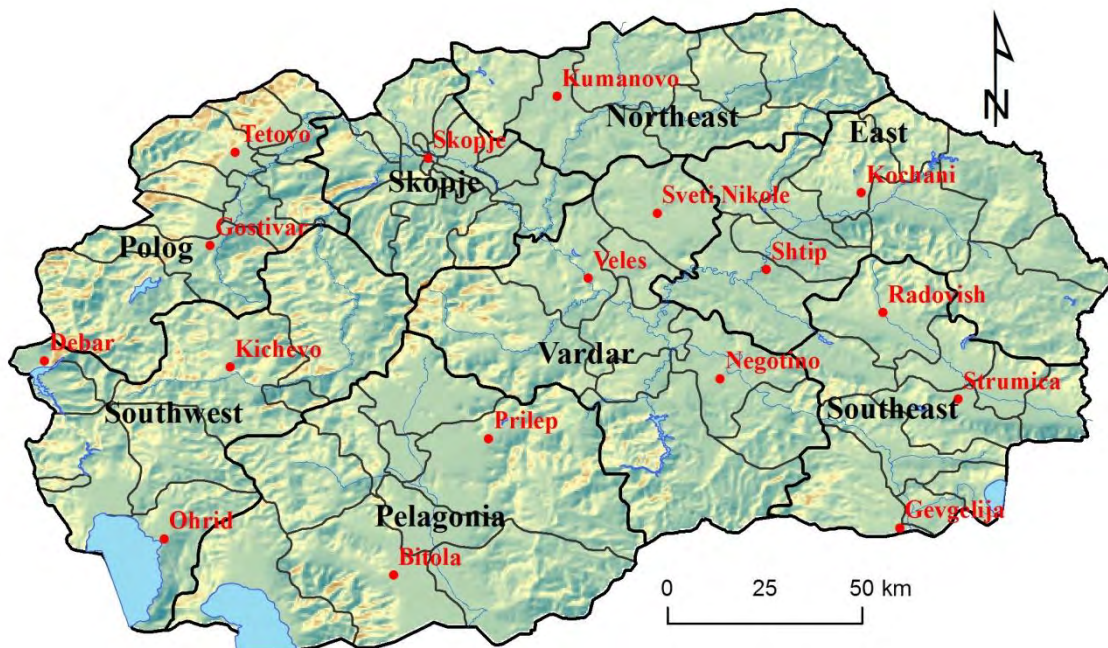 Kumanovo
Northeast
N
Tetovo
Skopje
Skopje
East
Kochani
Sveti Nikole
Gostivar
Polog
Veles
Shtip
Radovish
Debar
Kichevo
Vardar
Negotino
Strumica
Southwest
Southeast
Prilep
Pelagonia
Gevgelija
Ohrid
Bitola
0 25 50 km